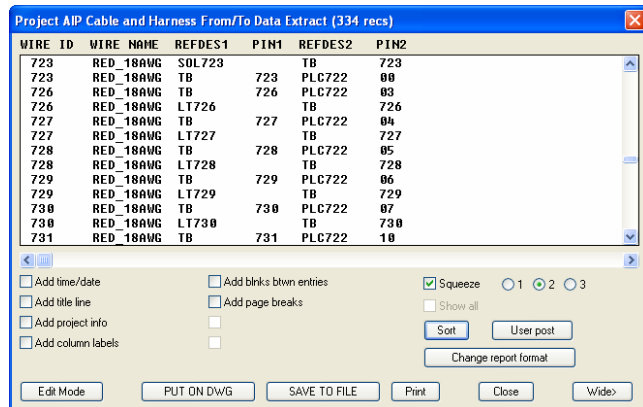 Project AIP Cable and Harness From/To Data Extract (334 recs)
WIRE ID WIRE NAME REFDES1 PIN1 REFDES2 PIN2
723 RED_18AWG SOL723 TB 723
723 RED_18AWG TB 723 PLC722 00
726 RED_18AWG TB 726 PLC722 03
726 RED_18AWG LT726 TB 726
727 RED_18AWG TB 727 PLC722 04
727 RED_18AWG LT727 TB 727
728 RED_18AWG TB 728 PLC722 05
728 RED_18AWG LT728 TB 728
729 RED_18AWG TB 729 PLC722 06
729 RED_18AWG LT729 TB 729
730 RED_18AWG TB 730 PLC722 07
730 RED_18AWG LT730 TB 730
731 RED_18AWG TB 731 PLC722 10
Add time/date Add blnks btwn entries Squeeze 1 2 3
Add title line Add page breaks Show all
Add project info Sort User post
Add column labels Change report format
Edit Mode PUT ON DWG SAVE TO FILE Print Close Wide>